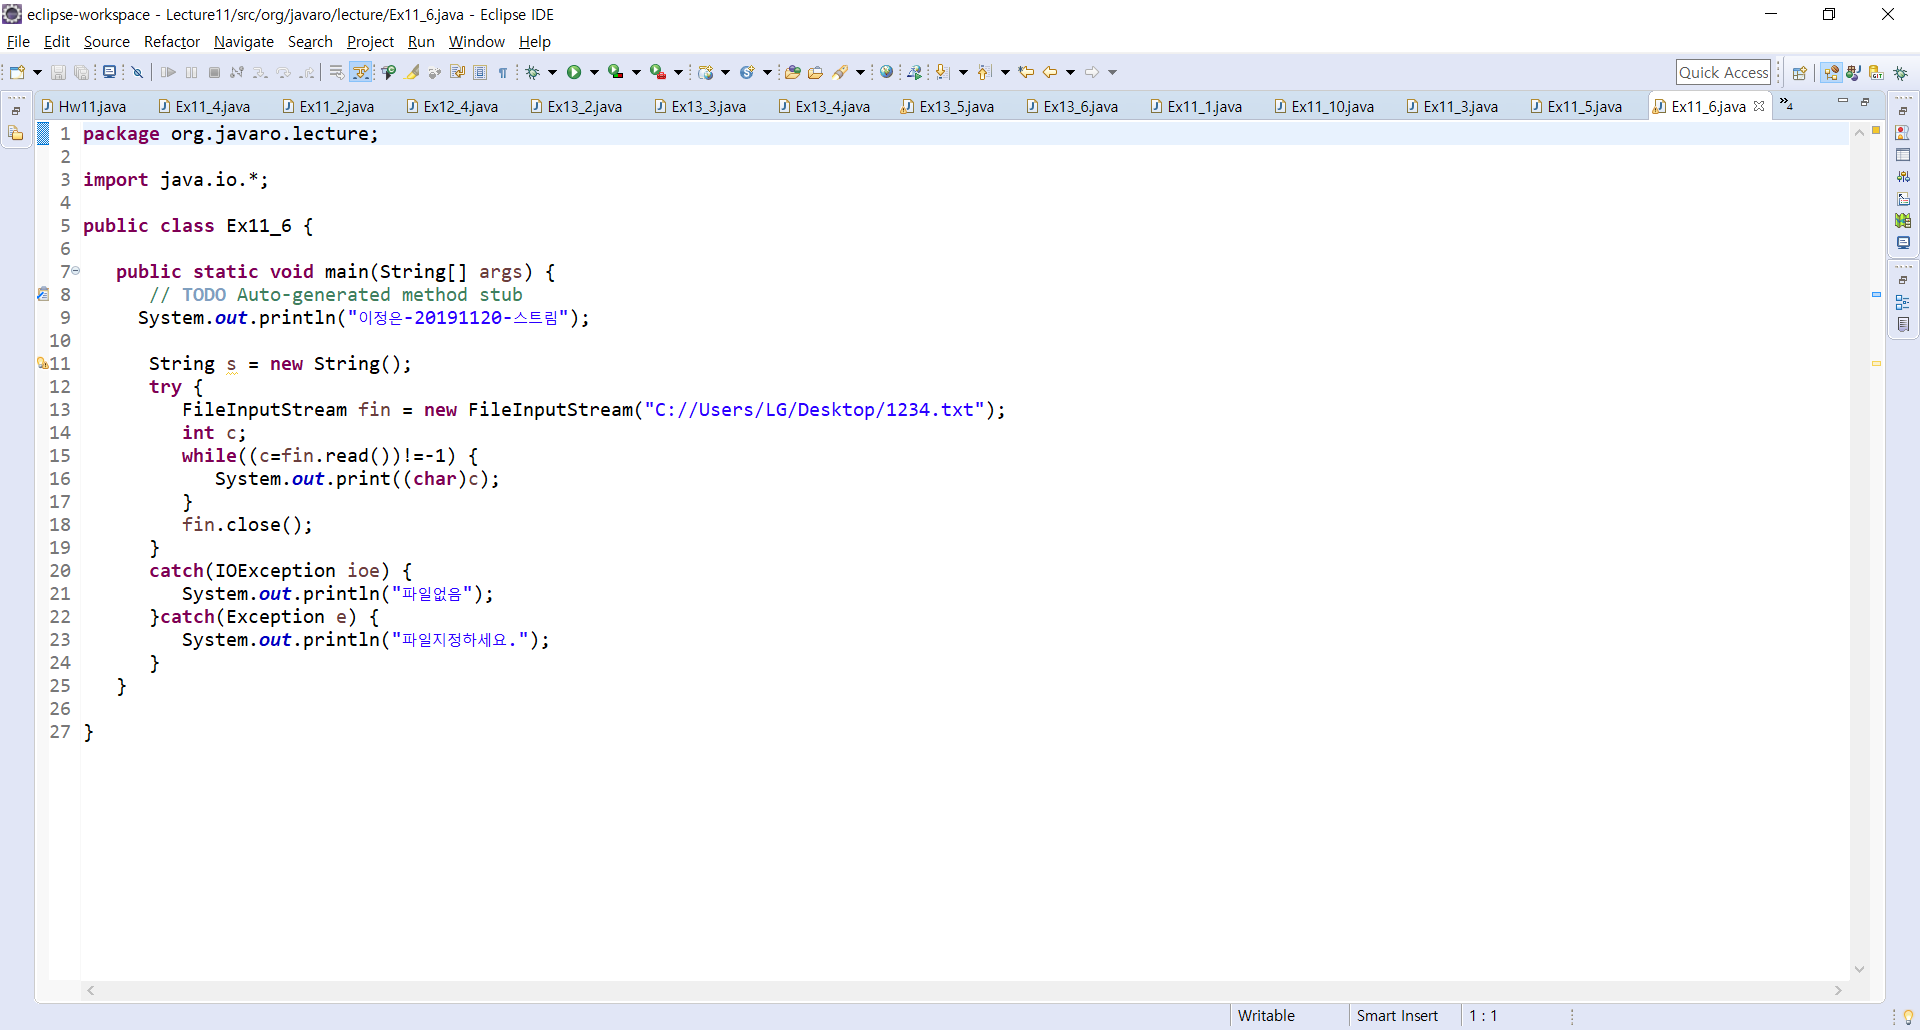 eclipse-workspace - Lecture11/src/org/javaro/lecture/Ex11_6.java - Eclipse IDE
File Edit Source Refactor Navigate Search Project Run Window Help
Quick Access
Hw11.java Ex11_4.java Ex11_2.java Ex12_4.java Ex13_2.java Ex13_3.java Ex13_4.java Ex13_5.java Ex13_6.java Ex11_1.java Ex11_10.java Ex11_3.java Ex11_5.java Ex11_6.java »4
1 package org.javaro.lecture;
2
3 import java.io.*;
4
5 public class Ex11_6 {
6
7 public static void main(String[] args) {
8 // TODO Auto-generated method stub
9 System.out.println("이정은-20191120-스트림");
10
11 String s = new String();
12 try {
13 FileInputStream fin = new FileInputStream("C://Users/LG/Desktop/1234.txt");
14 int c;
15 while((c=fin.read())!=-1) {
16 System.out.print((char)c);
17 }
18 fin.close();
19 }
20 catch(IOException ioe) {
21 System.out.println("파일없음");
22 }catch(Exception e) {
23 System.out.println("파일지정하세요.");
24 }
25 }
26
27 }
Writable Smart Insert 1 : 1